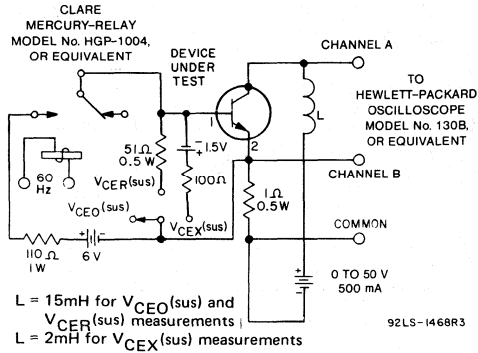 CLARE
MERCURY-RELAY
MODEL No. HGP-1004,
OR EQUIVALENT
DEVICE
UNDER
TEST
CHANNEL A
TO
HEWLETT-PACKARD
OSCILLOSCOPE
MODEL No. 130B,
OR EQUIVALENT
1
2
L
51Ω
0.5 W
- 1.5V
+
100Ω
60
Hz
VCER(sus)
VCEO(sus)
VCEX(sus)
CHANNEL B
1Ω
0.5W
COMMON
110Ω
1W
+ -
6V
+
-
0 TO 50 V
500 mA
L = 15mH for VCEO(sus) and
VCER(sus) measurements
L = 2mH for VCEX(sus) measurements
92LS-1468R3